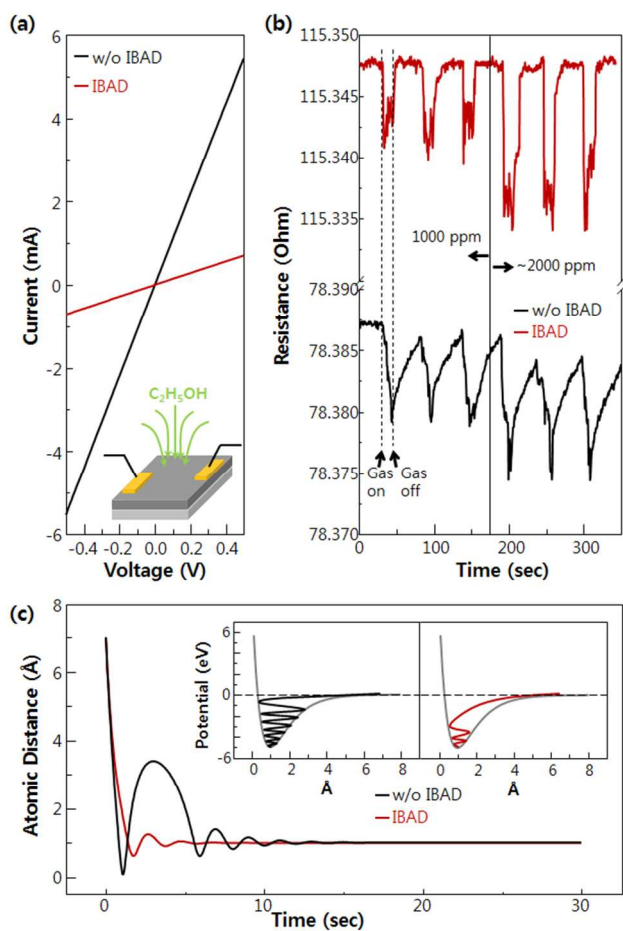 (a)
w/o IBAD
IBAD
6
4
2
0
-2
-4
-6
Current (mA)
C₂H₅OH
-0.4 -0.2 0.0 0.2 0.4
Voltage (V)
(b)
115.350
115.345
115.340
115.335
78.390
78.385
78.380
78.375
78.370
Resistance (Ohm)
1000 ppm
~2000 ppm
w/o IBAD
IBAD
Gas on
Gas off
0 100 200 300
Time (sec)
(c)
8
6
4
2
0
Atomic Distance (Å)
6
0
-6
Potential (eV)
0 2 4 6 8
Å
0 2 4 6 8
Å
w/o IBAD
IBAD
0 10 20 30
Time (sec)